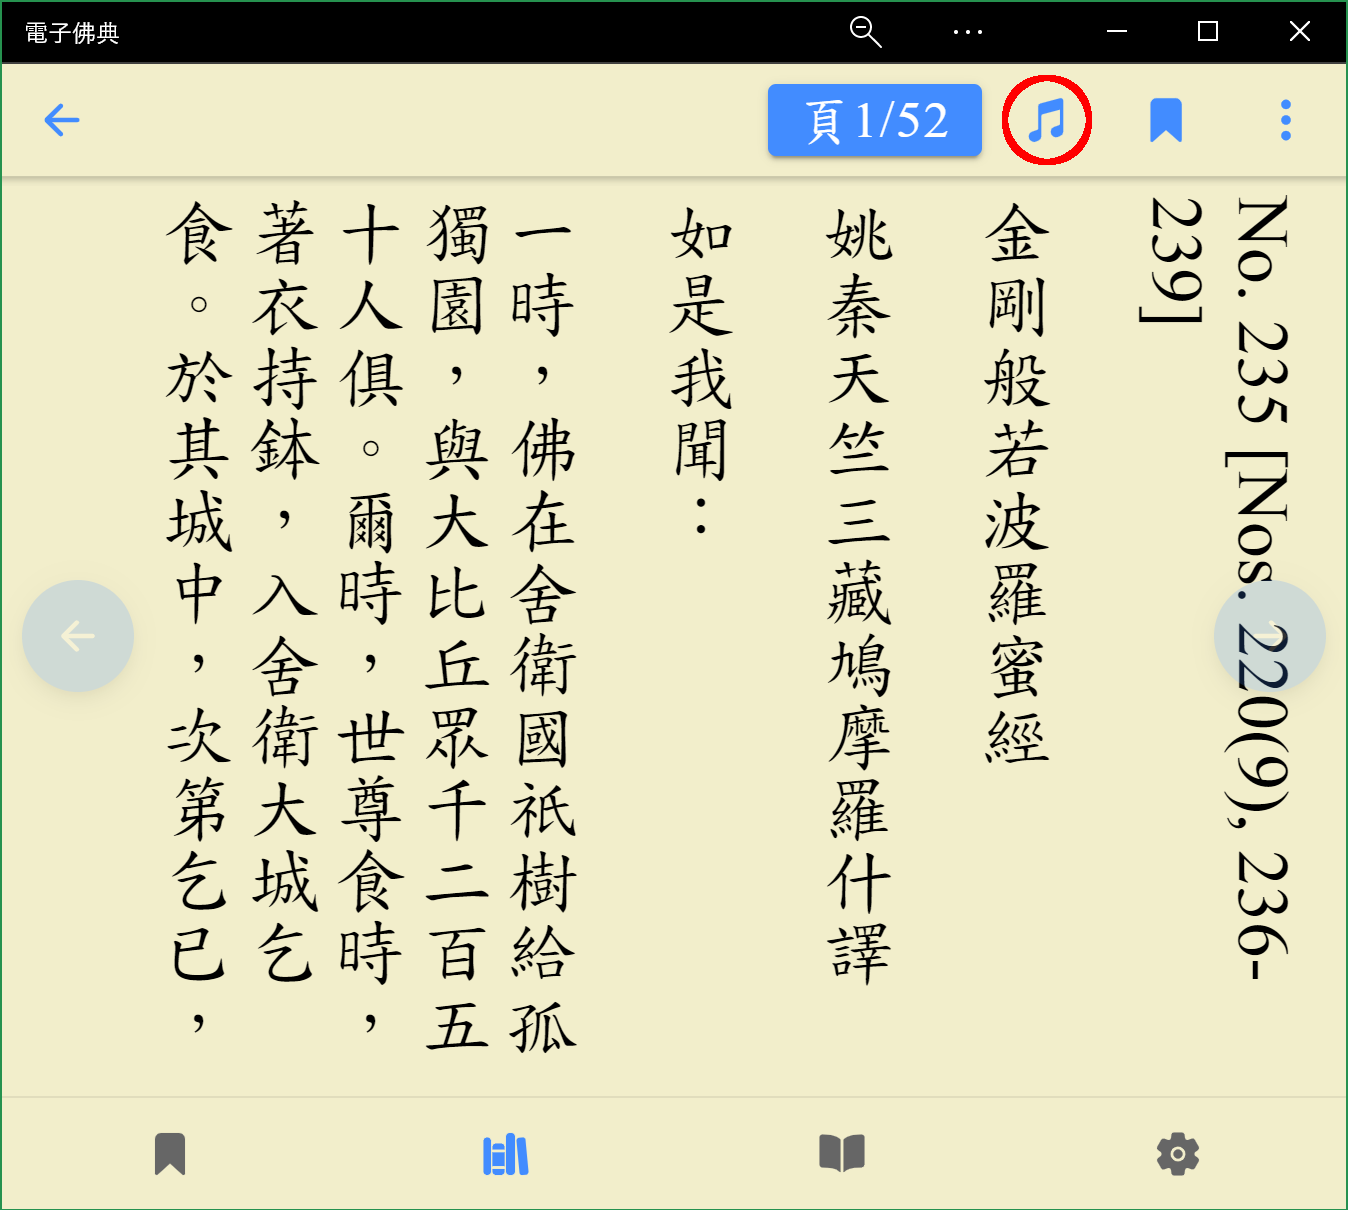 電子佛典
頁 1/52
No. 235 [Nos. 220(9), 236-
239]
金剛般若波羅蜜經
姚秦天竺三藏鳩摩羅什譯
如是我聞：
一時，佛在舍衛國祇樹給孤
獨園，與大比丘眾千二百五
十人俱。爾時，世尊食時，
著衣持鉢，入舍衛大城乞
食。於其城中，次第乞已，